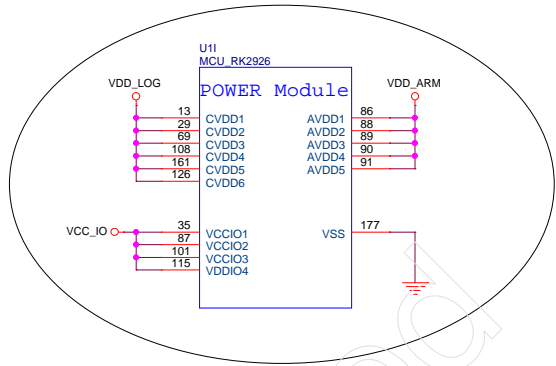 U1I
MCU_RK2926
VDD_LOG
VDD_ARM
POWER Module
13 CVDD1 AVDD1 86
29 CVDD2 AVDD2 88
69 CVDD3 AVDD3 89
108 CVDD4 AVDD4 90
161 CVDD5 AVDD5 91
126 CVDD6
VCC_IO 35 VCCIO1 VSS 177
87 VCCIO2
101 VCCIO3
115 VDDIO4